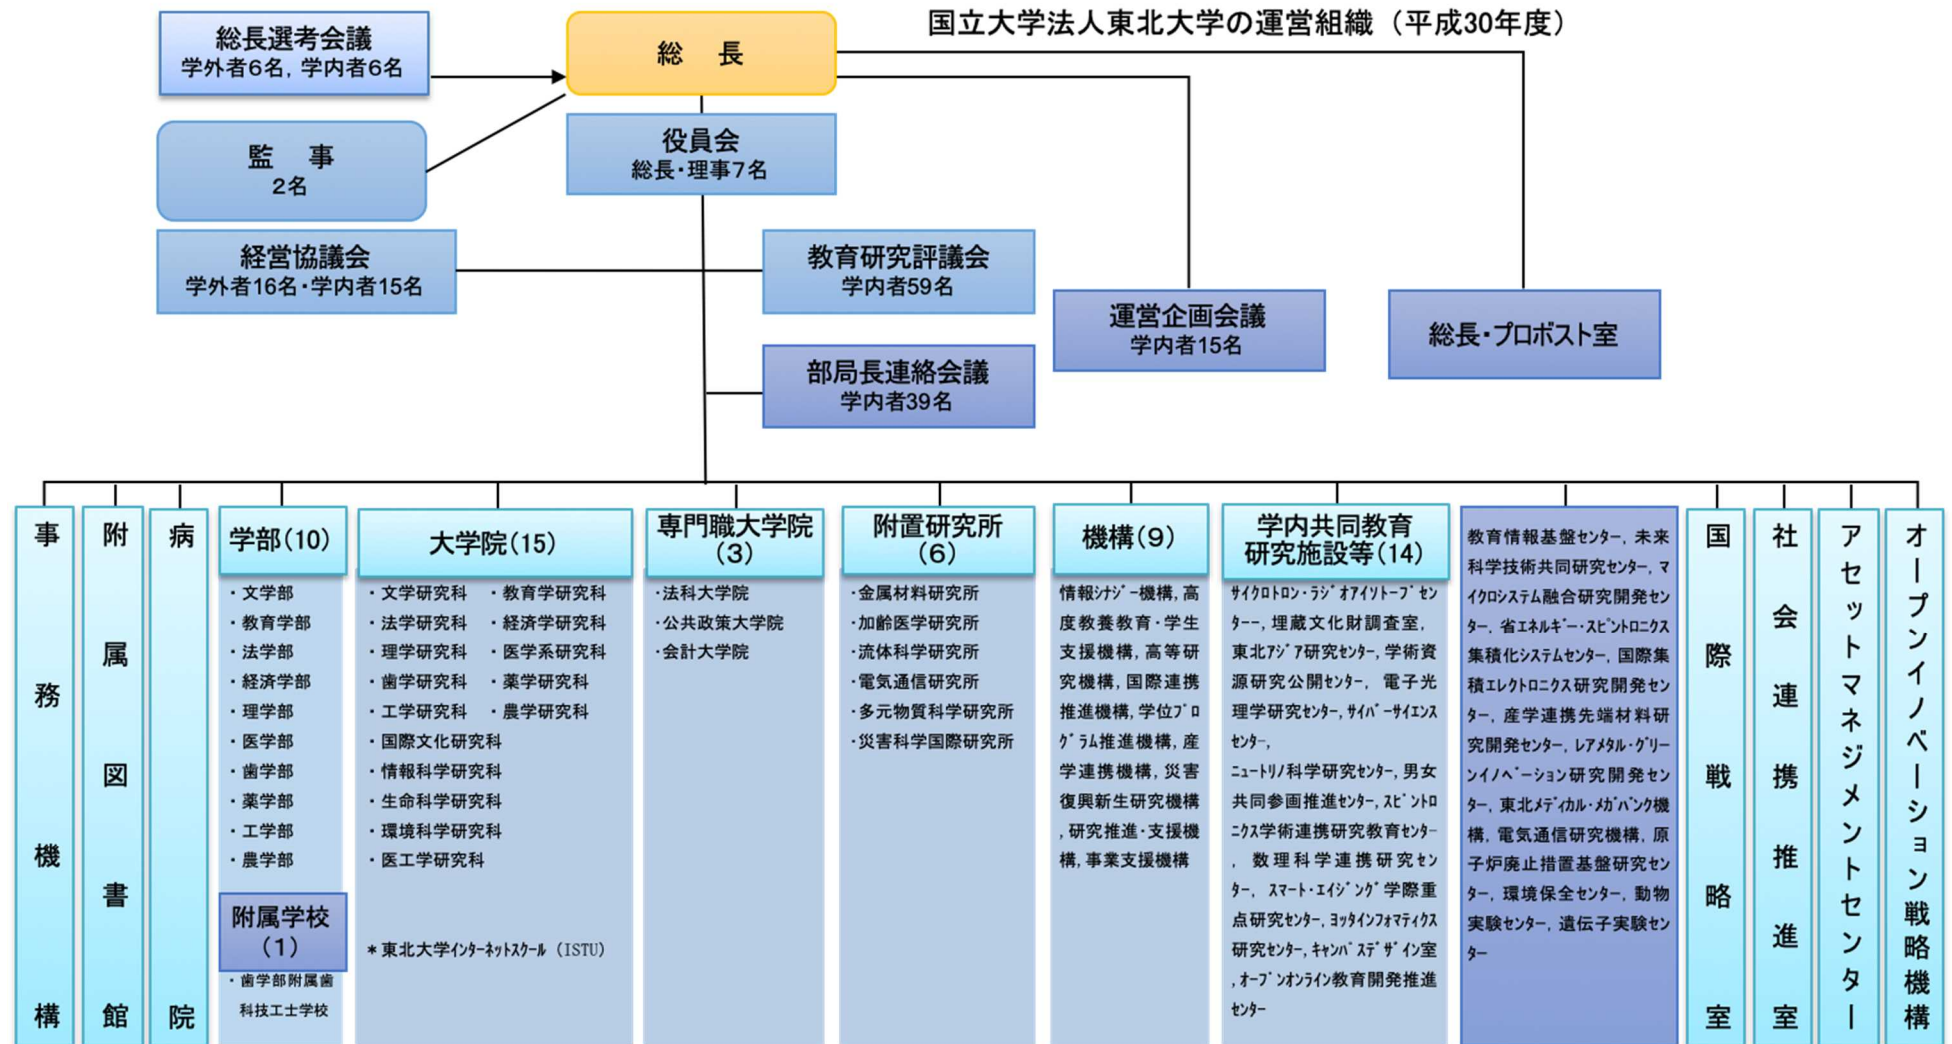 国立大学法人東北大学の運営組織（平成30年度）
総長選考会議
学外者6名，学内者6名
総　長
監　事
2名
役員会
総長・理事7名
経営協議会
学外者16名・学内者15名
教育研究評議会
学内者59名
運営企画会議
学内者15名
総長・プロボスト室
部局長連絡会議
学内者39名
事務機構
附属図書館
病院
学部（10）
・文学部
・教育学部
・法学部
・経済学部
・理学部
・医学部
・歯学部
・薬学部
・工学部
・農学部
附属学校
（1）
・歯学部附属歯
科技工士学校
大学院（15）
・文学研究科　・教育学研究科
・法学研究科　・経済学研究科
・理学研究科　・医学系研究科
・歯学研究科　・薬学研究科
・工学研究科　・農学研究科
・国際文化研究科
・情報科学研究科
・生命科学研究科
・環境科学研究科
・医工学研究科
＊東北大学ｲﾝﾀｰﾈｯﾄｽｸｰﾙ（ISTU）
専門職大学院
（3）
・法科大学院
・公共政策大学院
・会計大学院
附置研究所
（6）
・金属材料研究所
・加齢医学研究所
・流体科学研究所
・電気通信研究所
・多元物質科学研究所
・災害科学国際研究所
機構（9）
情報ｼﾅｼﾞｰ機構，高
度教養教育・学生
支援機構，高等研
究機構，国際連携
推進機構，学位ﾌﾟﾛ
ｸﾞﾗﾑ推進機構，産
学連携機構，災害
復興新生研究機構
，研究推進・支援機
構，事業支援機構
学内共同教育
研究施設等（14）
ｻｲｸﾛﾄﾛﾝ・ﾗｼﾞｵｱｲｿﾄｰﾌﾟｾﾝ
ﾀｰｰ，埋蔵文化財調査室，
東北ｱｼﾞｱ研究ｾﾝﾀｰ，学術資
源研究公開ｾﾝﾀｰ，電子光
理学研究ｾﾝﾀｰ，ｻｲﾊﾞｰｻｲｴﾝｽ
ｾﾝﾀｰ，
ﾆｭｰﾄﾘﾉ科学研究ｾﾝﾀｰ，男女
共同参画推進ｾﾝﾀｰ，ｽﾋﾟﾝﾄﾛ
ﾆｸｽ学術連携研究教育ｾﾝﾀｰ
，数理科学連携研究ｾﾝ
ﾀｰ，ｽﾏｰﾄ・ｴｲｼﾞﾝｸﾞ学際重
点研究ｾﾝﾀｰ，ﾖｯﾀｲﾝﾌｫﾏﾃｨｸｽ
研究ｾﾝﾀｰ，ｷｬﾝﾊﾟｽﾃﾞｻﾞｲﾝ室
，ｵｰﾌﾟﾝｵﾝﾗｲﾝ教育開発推進
ｾﾝﾀｰ
教育情報基盤ｾﾝﾀｰ，未来
科学技術共同研究ｾﾝﾀｰ，ﾏ
ｲｸﾛｼｽﾃﾑ融合研究開発ｾﾝ
ﾀｰ，省ｴﾈﾙｷﾞｰ・ｽﾋﾟﾝﾄﾛﾆｸｽ
集積化ｼｽﾃﾑｾﾝﾀｰ，国際集
積ｴﾚｸﾄﾛﾆｸｽ研究開発ｾﾝ
ﾀｰ，産学連携先端材料研
究開発ｾﾝﾀｰ，ﾚｱﾒﾀﾙ・ｸﾞﾘｰ
ﾝｲﾉﾍﾞｰｼｮﾝ研究開発ｾﾝ
ﾀｰ，東北ﾒﾃﾞｨｶﾙ・ﾒｶﾞﾊﾞﾝｸ機
構，電気通信研究機構，原
子炉廃止措置基盤研究ｾﾝ
ﾀｰ，環境保全ｾﾝﾀｰ，動物
実験ｾﾝﾀｰ，遺伝子実験ｾﾝ
ﾀｰ
国際戦略室
社会連携推進室
アセットマネジメントセンター
オープンイノベーション戦略機構